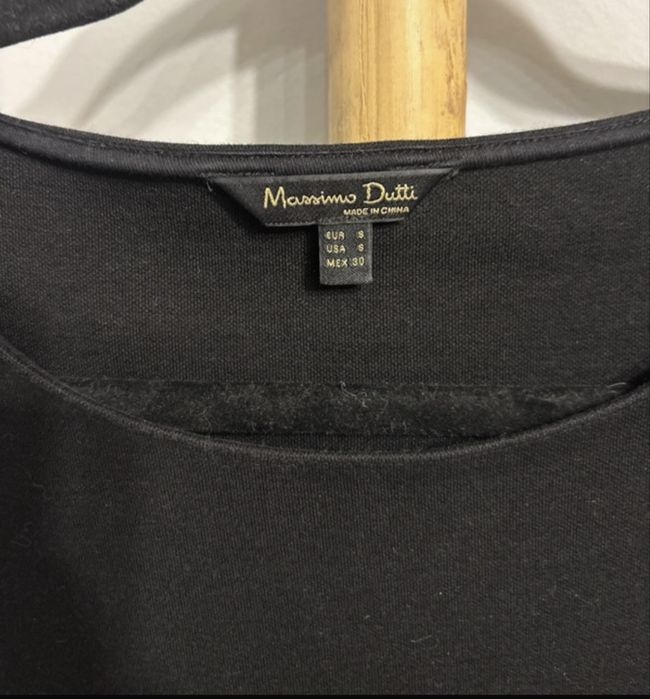 Massimo Dutti
MADE IN CHINA
EUR S
USA S
MEX 30